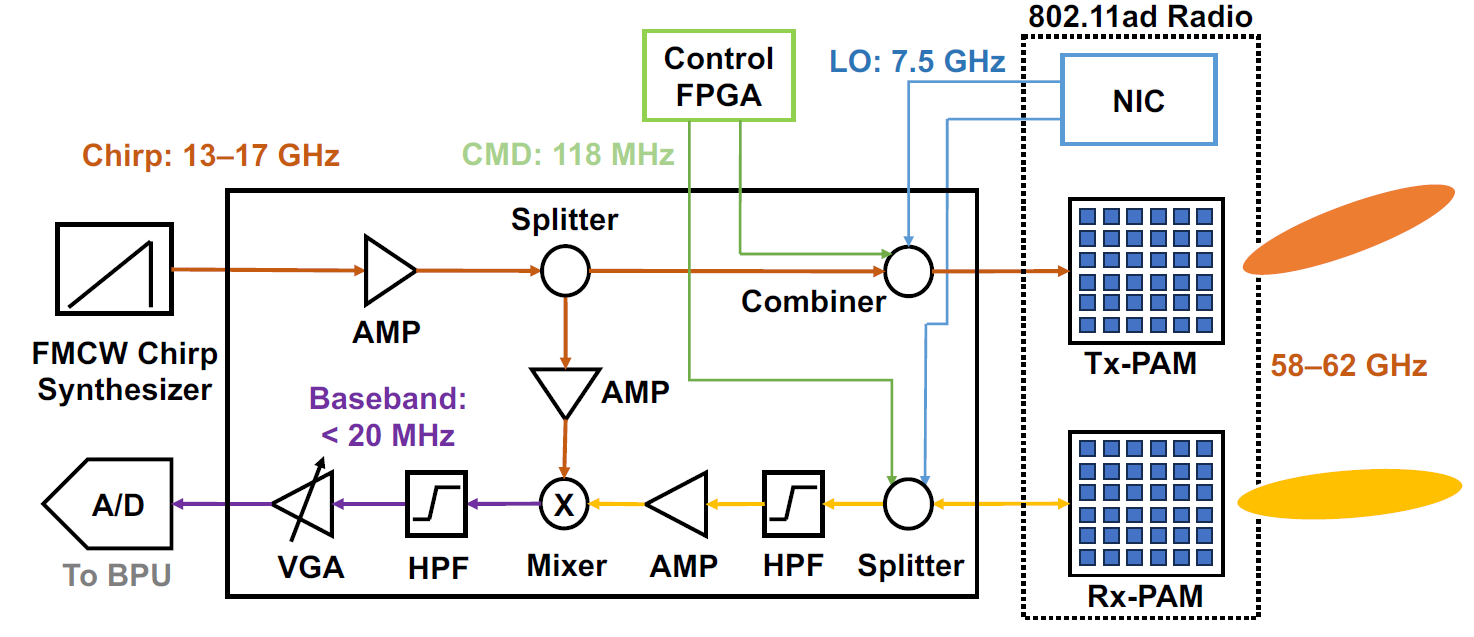 802.11ad Radio
Control
FPGA
LO: 7.5 GHz
NIC
Chirp: 13–17 GHz
CMD: 118 MHz
Splitter
Combiner
AMP
FMCW Chirp
Synthesizer
Tx-PAM
58–62 GHz
AMP
Baseband:
< 20 MHz
A/D
X
To BPU
VGA
HPF
Mixer
AMP
HPF
Splitter
Rx-PAM